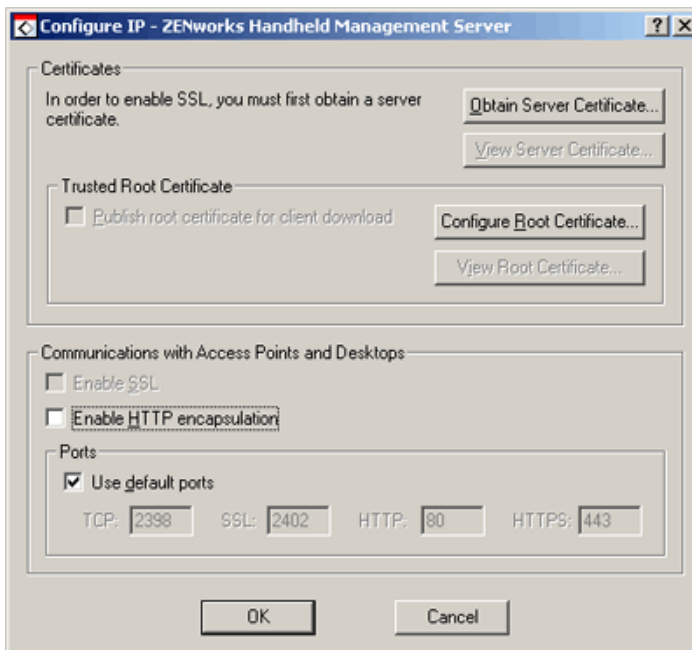 Configure IP - ZENworks Handheld Management Server
Certificates
In order to enable SSL, you must first obtain a server
certificate.
Obtain Server Certificate...
View Server Certificate...
Trusted Root Certificate
Publish root certificate for client download
Configure Root Certificate...
View Root Certificate...
Communications with Access Points and Desktops
Enable SSL
Enable HTTP encapsulation
Ports
Use default ports
TCP: 2398 SSL: 2402 HTTP: 80 HTTPS: 443
OK Cancel